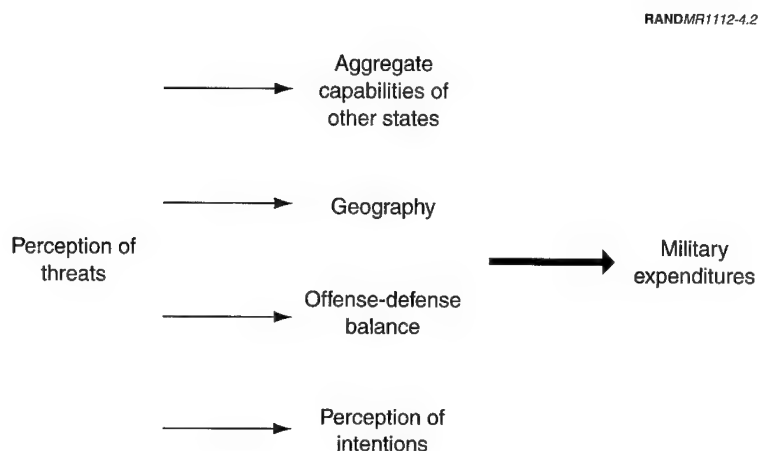 RANDMR1112-4.2
Aggregate
capabilities of
other states
Geography
Perception of
threats
Offense-defense
balance
Perception of
intentions
Military
expenditures